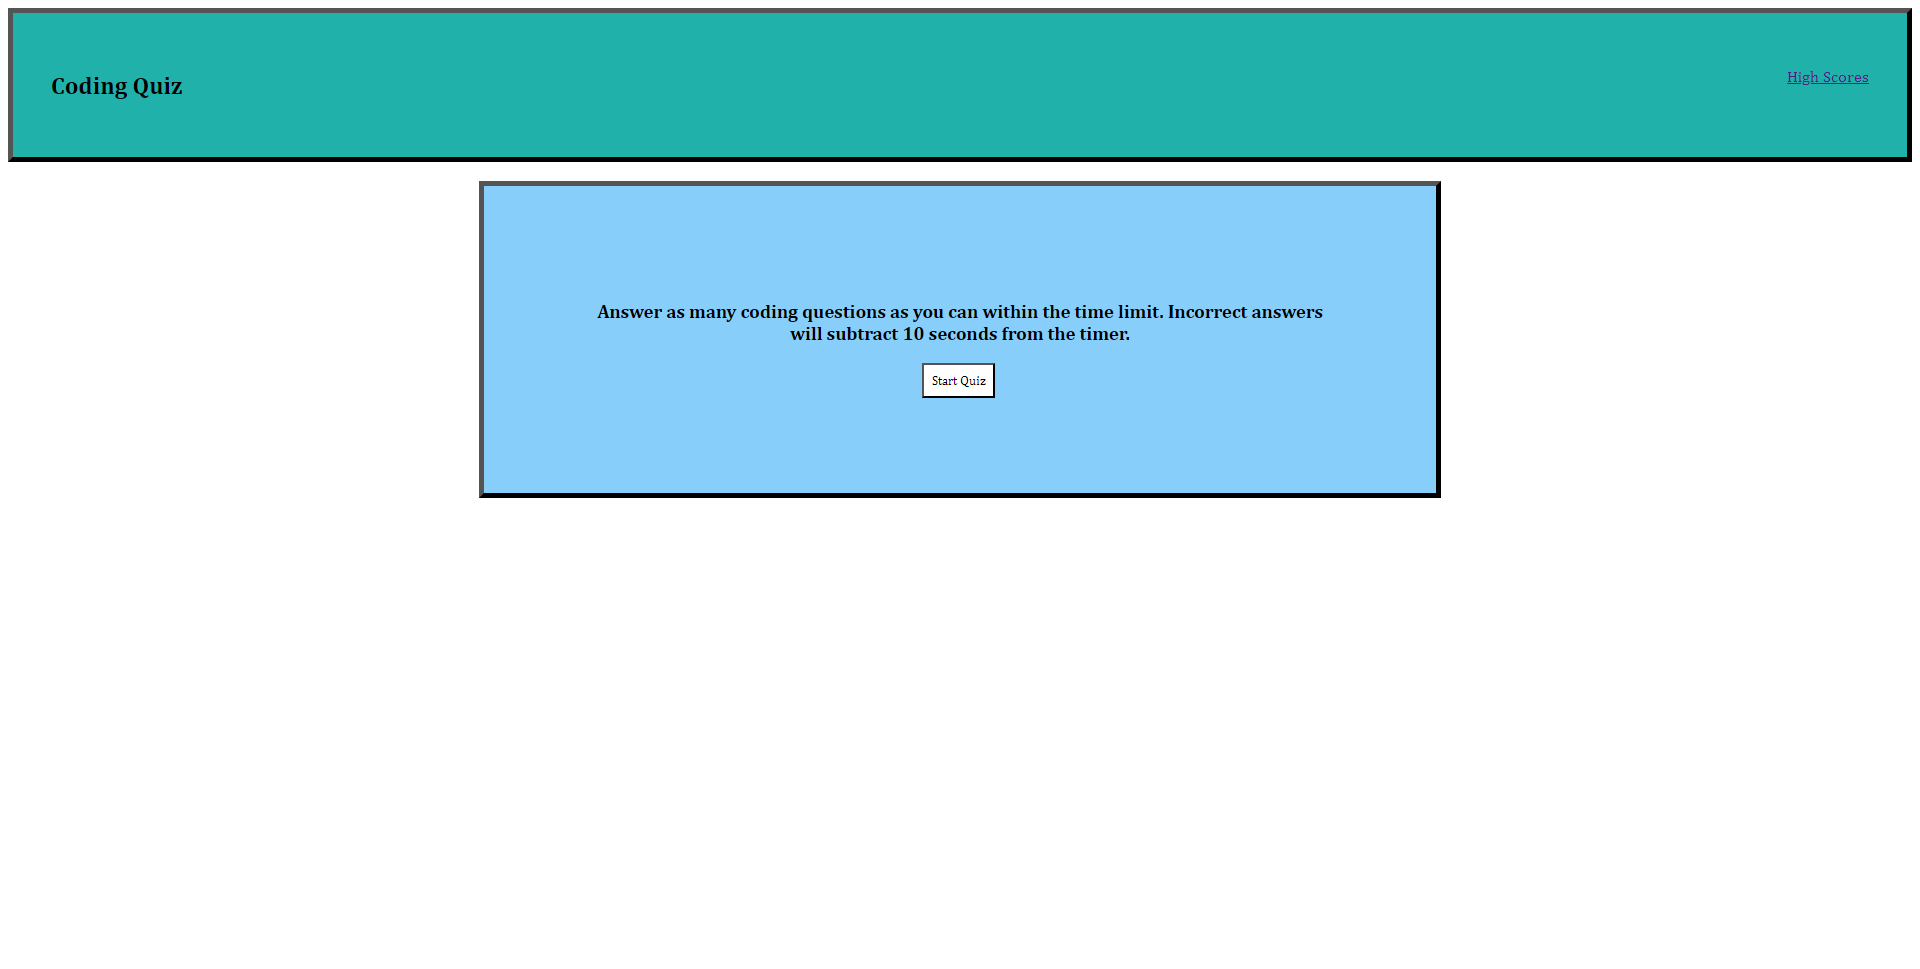 Coding Quiz
High Scores
Answer as many coding questions as you can within the time limit. Incorrect answers
will subtract 10 seconds from the timer.
Start Quiz